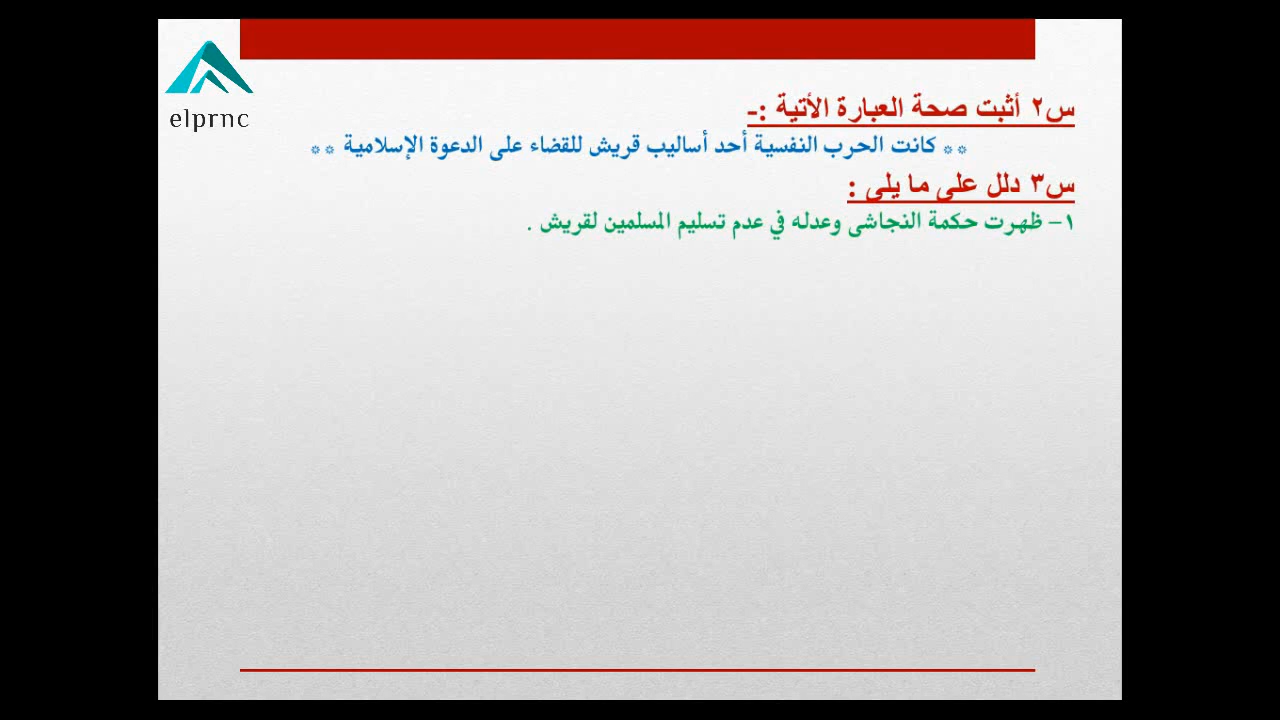 elprnc
س٢ أثبت صحة العبارة الأتية :-
** كانت الحرب النفسية أحد أساليب قريش للقضاء على الدعوة الإسلامية **
س٣ دلل على ما يلى :
١- ظهرت حكمة النجاشى وعدله في عدم تسليم المسلمين لقريش .